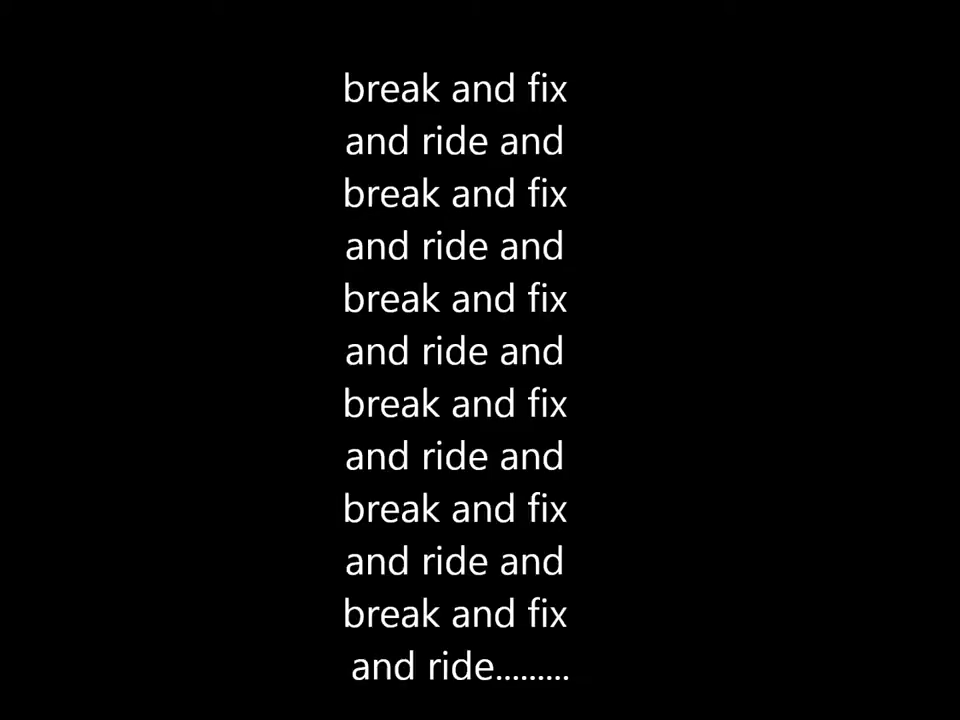 break and fix
and ride and
break and fix
and ride and
break and fix
and ride and
break and fix
and ride and
break and fix
and ride and
break and fix
and ride.........